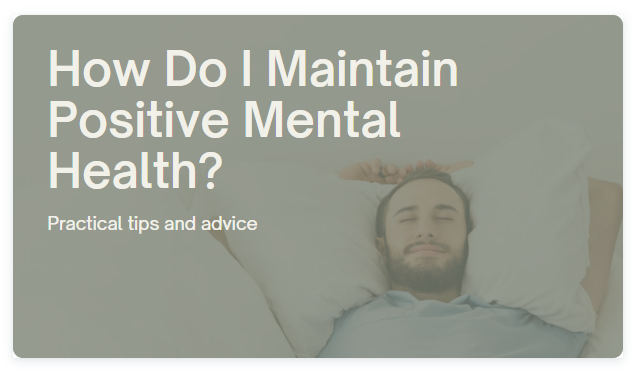 How Do I Maintain
Positive Mental
Health?
Practical tips and advice